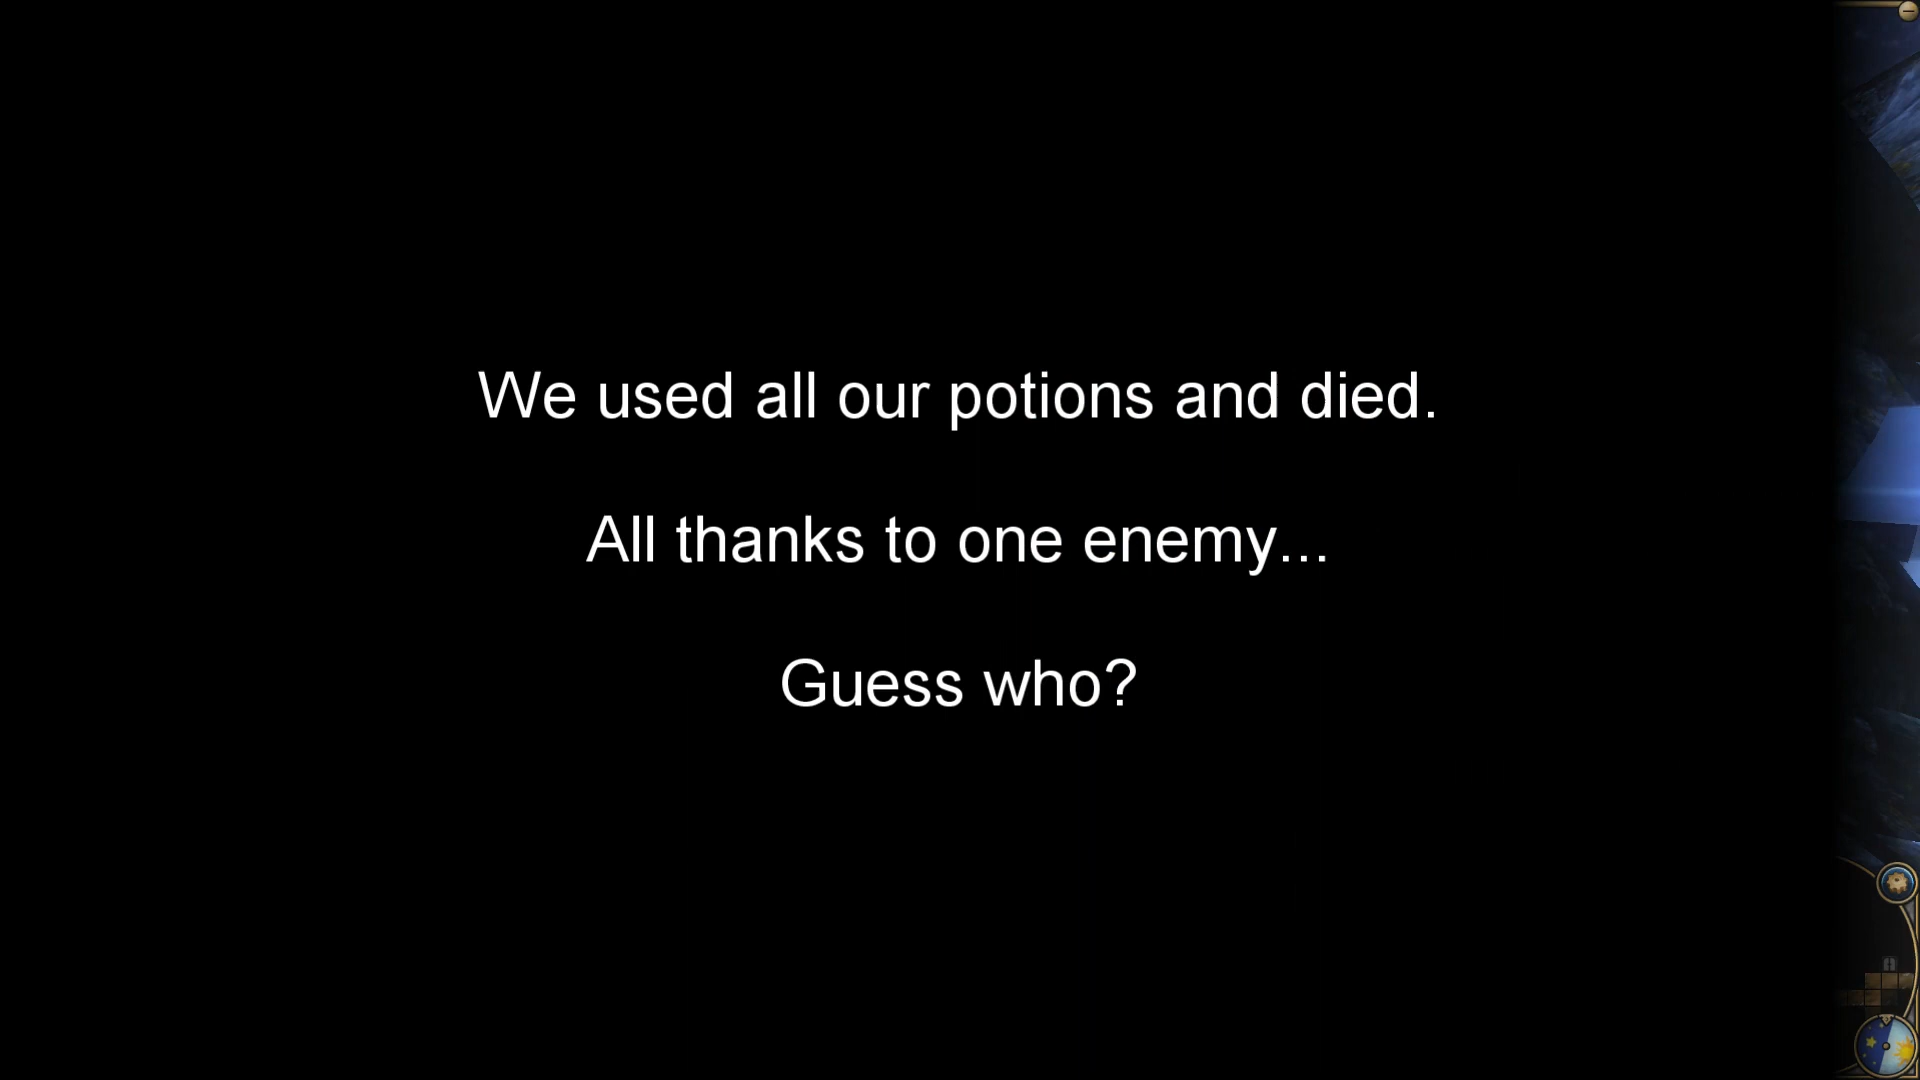 We used all our potions and died.
All thanks to one enemy...
Guess who?